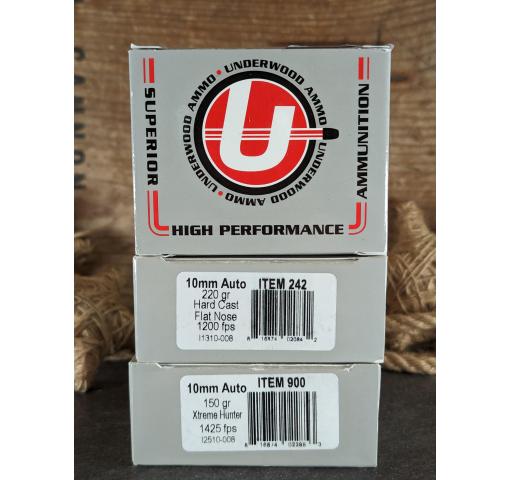 UNDERWOOD AMMO • UNDERWOOD AMMO • UNDERWOOD AMMO •
U
SUPERIOR
AMMUNITION
HIGH PERFORMANCE
10mm Auto ITEM 242
220 gr
Hard Cast
Flat Nose
1200 fps
I1310-008
10mm Auto ITEM 900
150 gr
Xtreme Hunter
1425 fps
I2510-008